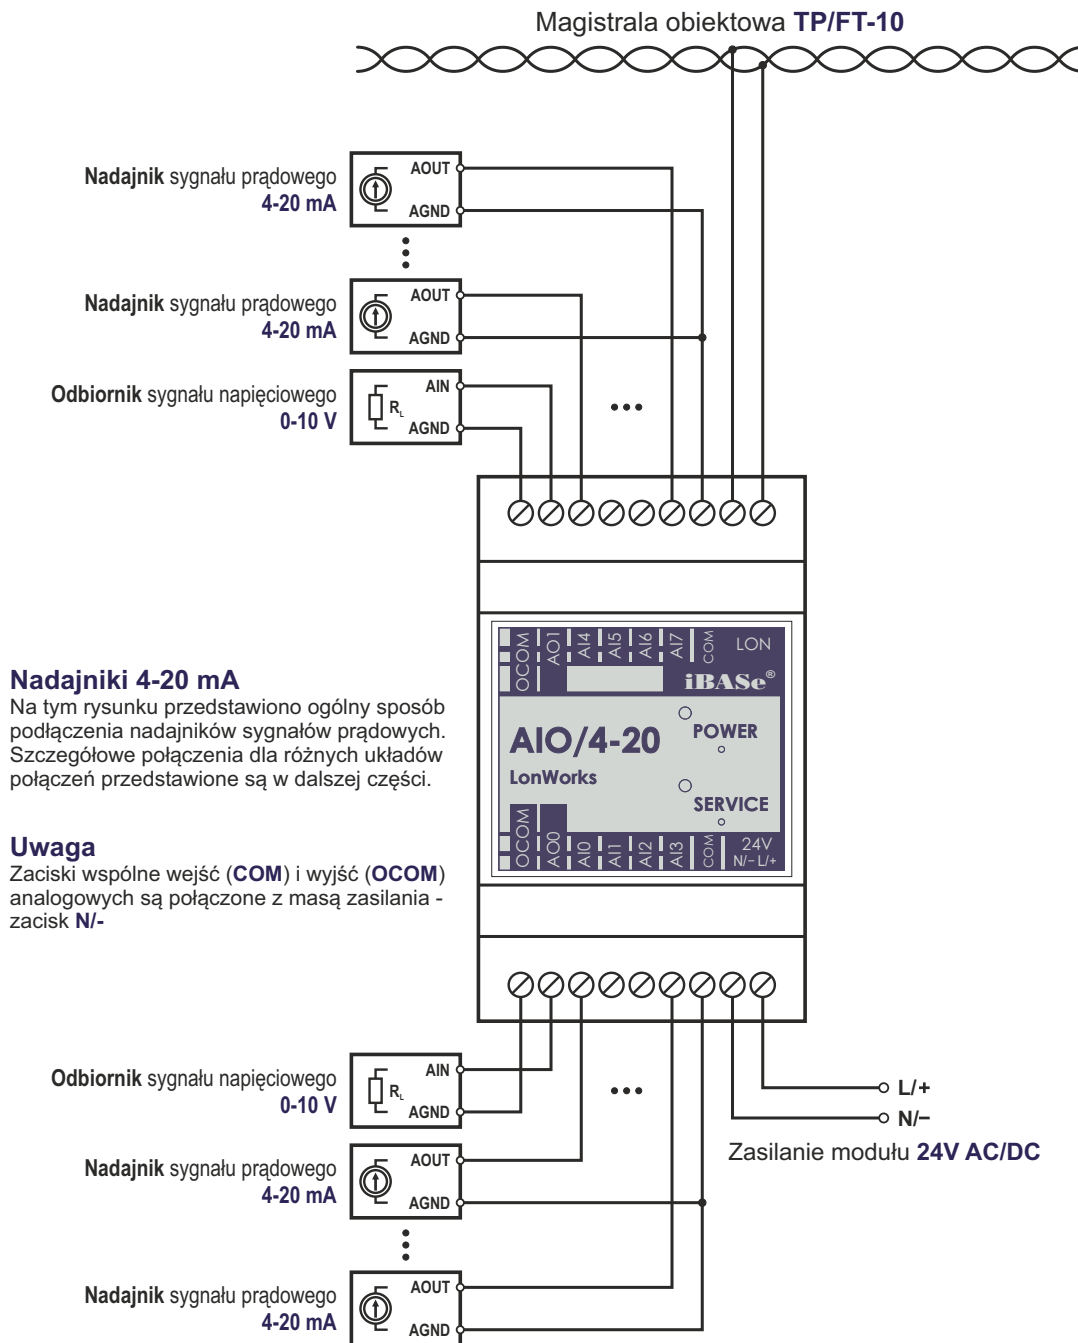 Magistrala obiektowa TP/FT-10
Nadajnik sygnału prądowego
4-20 mA
AOUT
AGND
Nadajnik sygnału prądowego
4-20 mA
AOUT
AGND
Odbiornik sygnału napięciowego
0-10 V
AIN
RL
AGND
OCOM AO1 AI4 AI5 AI6 AI7 COM LON
iBASe®
AIO/4-20
POWER
LonWorks
SERVICE
OCOM AO0 AI0 AI1 AI2 AI3 COM 24V
N/- L/+
Nadajniki 4-20 mA
Na tym rysunku przedstawiono ogólny sposób
podłączenia nadajników sygnałów prądowych.
Szczegółowe połączenia dla różnych układów
połączeń przedstawione są w dalszej części.
Uwaga
Zaciski wspólne wejść (COM) i wyjść (OCOM)
analogowych są połączone z masą zasilania -
zacisk N/-
Odbiornik sygnału napięciowego
0-10 V
AIN
RL
AGND
L/+
N/–
Zasilanie modułu 24V AC/DC
Nadajnik sygnału prądowego
4-20 mA
AOUT
AGND
Nadajnik sygnału prądowego
4-20 mA
AOUT
AGND